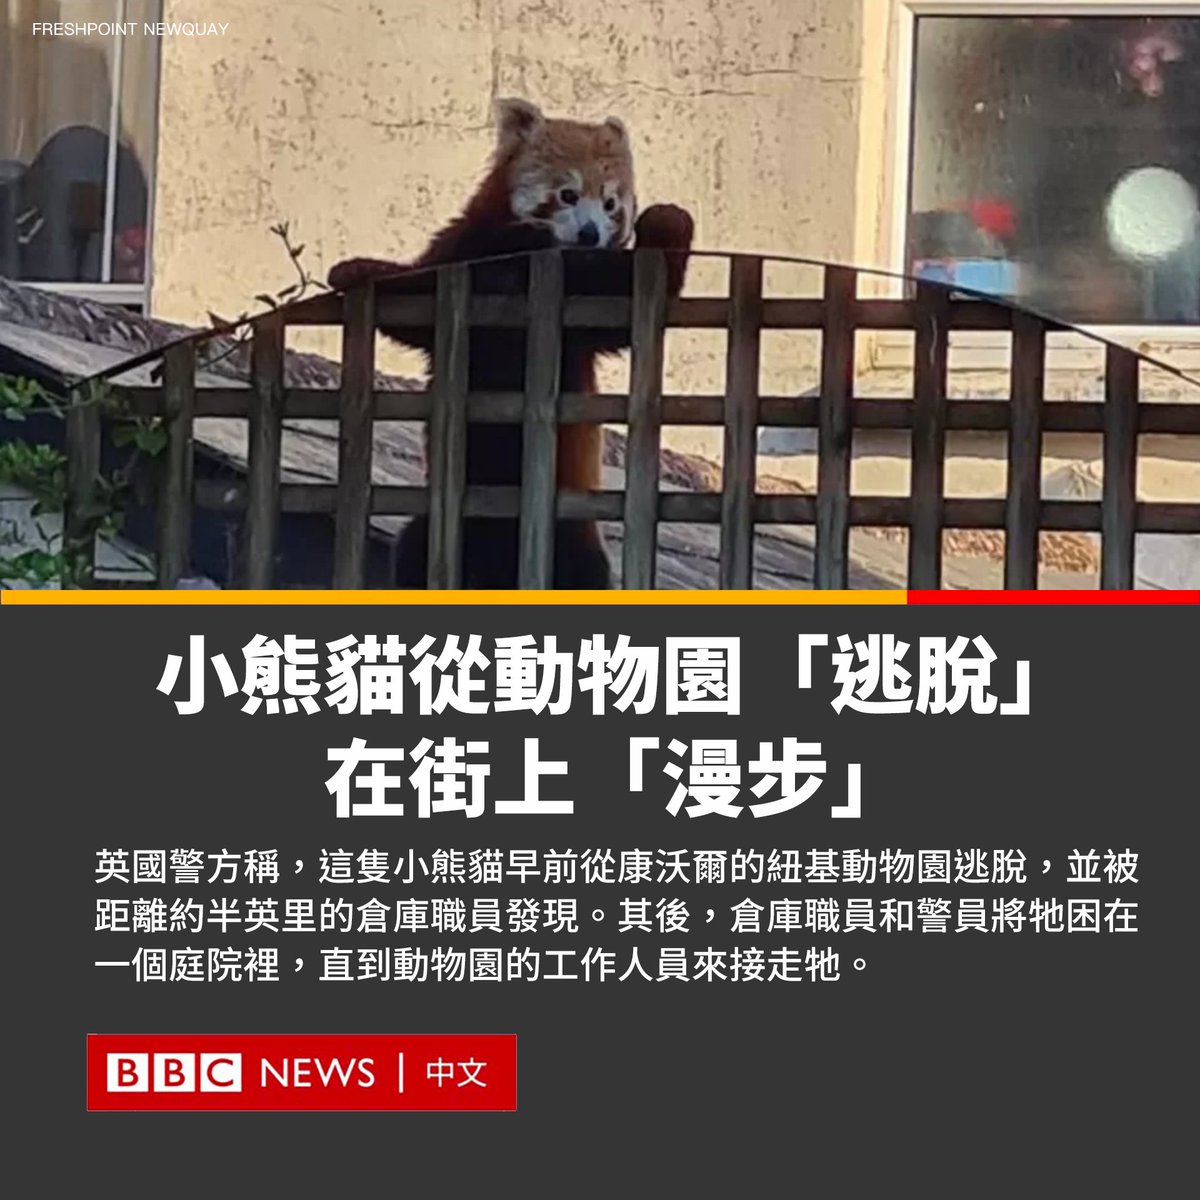 FRESHPOINT NEWQUAY
小熊貓從動物園「逃脫」
在街上「漫步」
英國警方稱，這隻小熊貓早前從康沃爾的紐基動物園逃脫，並被
距離約半英里的倉庫職員發現。其後，倉庫職員和警員將牠困在
一個庭院裡，直到動物園的工作人員來接走牠。
BBC NEWS | 中文